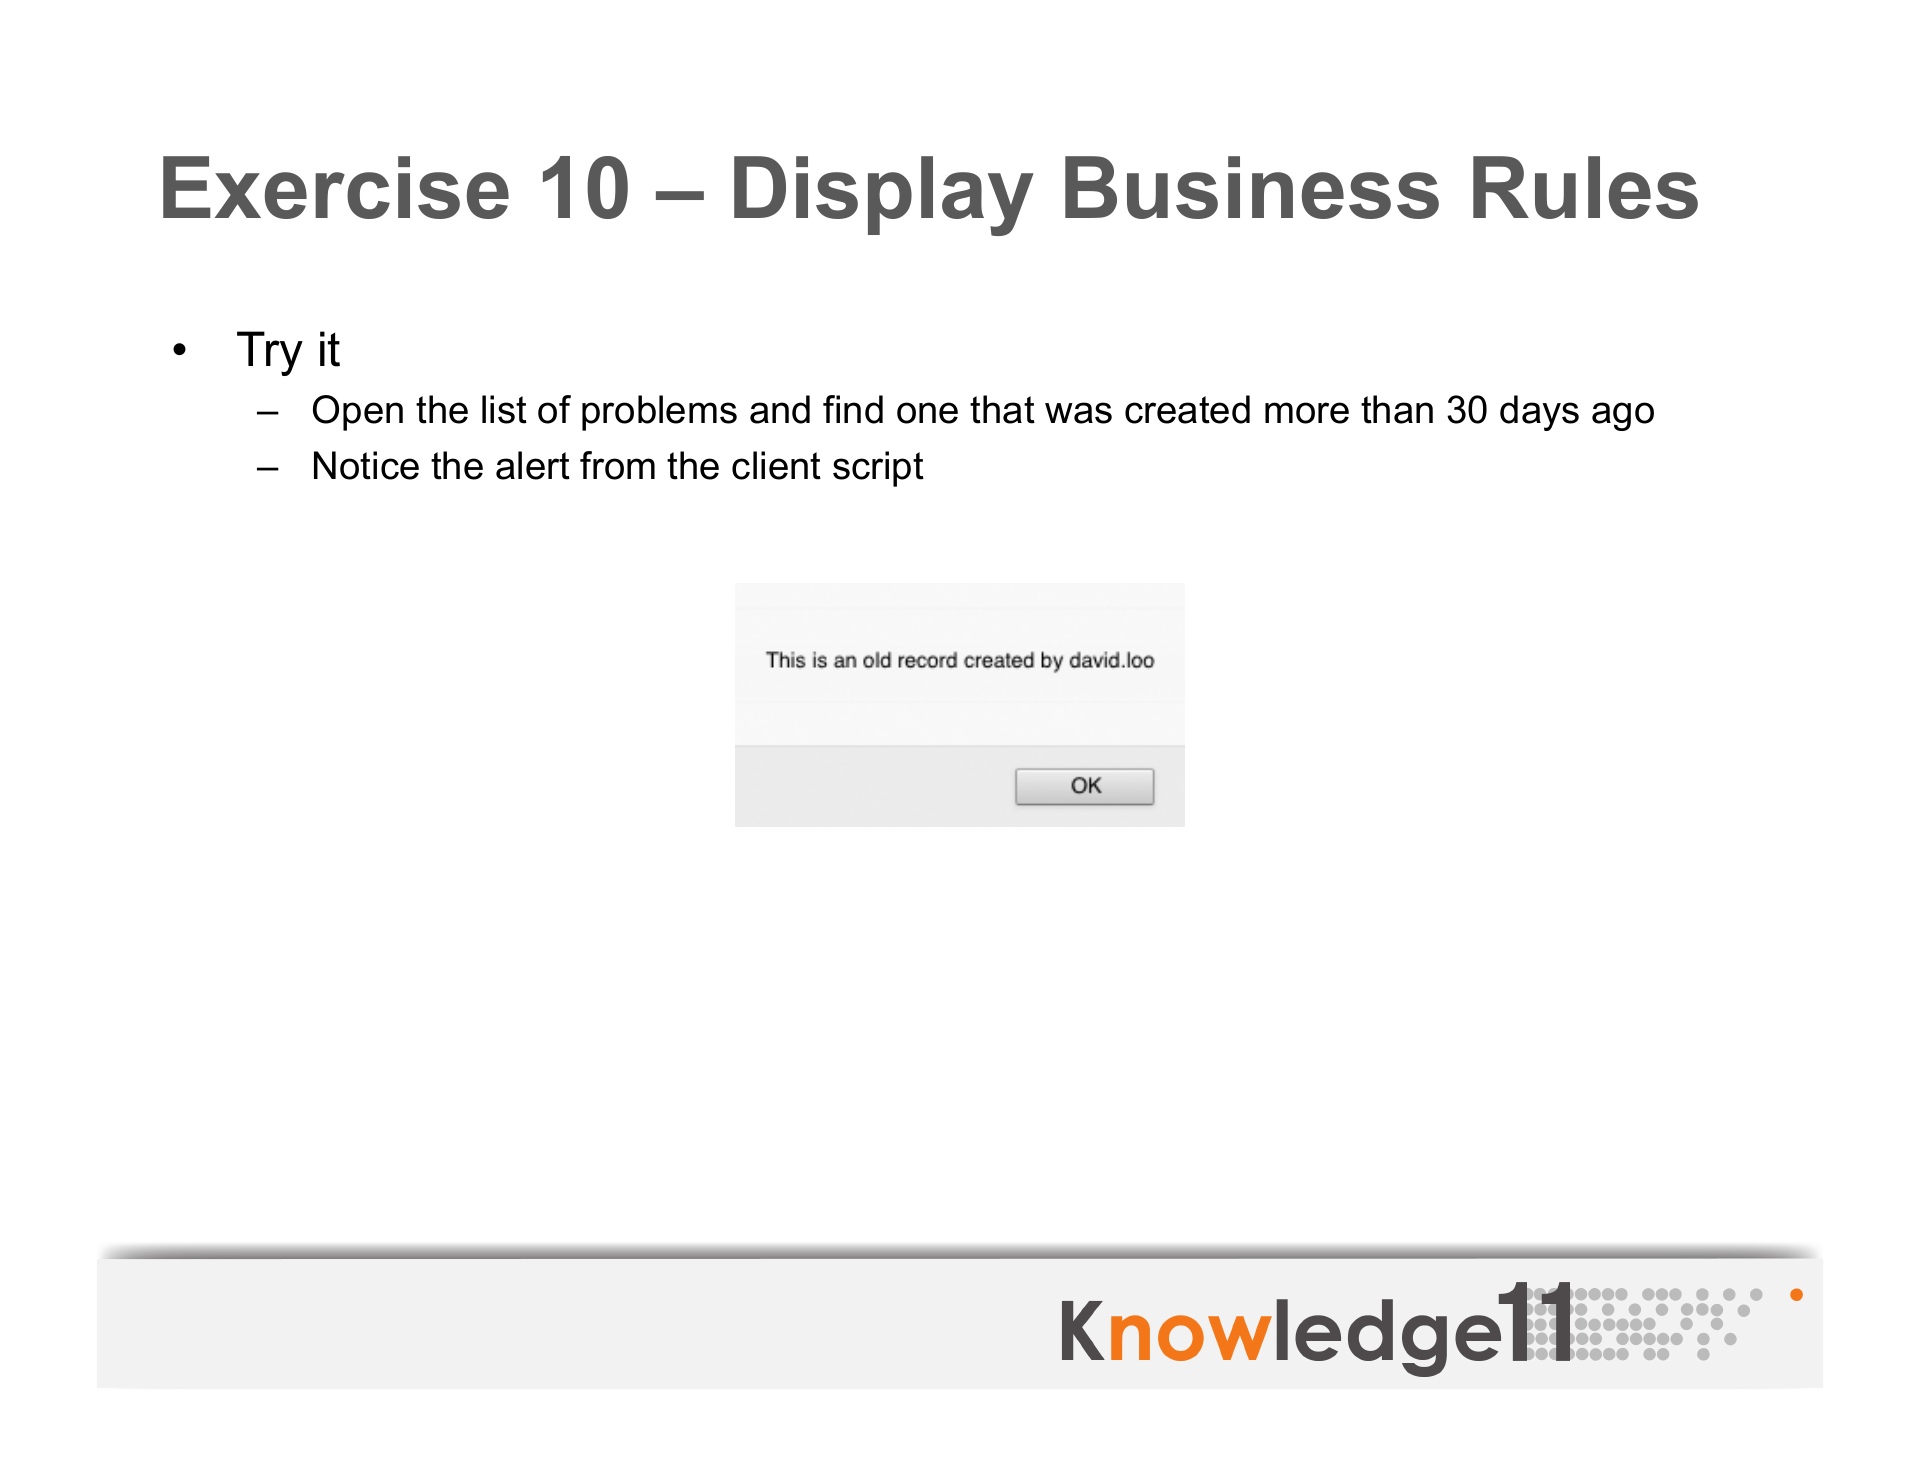 Exercise 10 – Display Business Rules
• Try it
– Open the list of problems and find one that was created more than 30 days ago
– Notice the alert from the client script
This is an old record created by david.loo
OK
Knowledge11